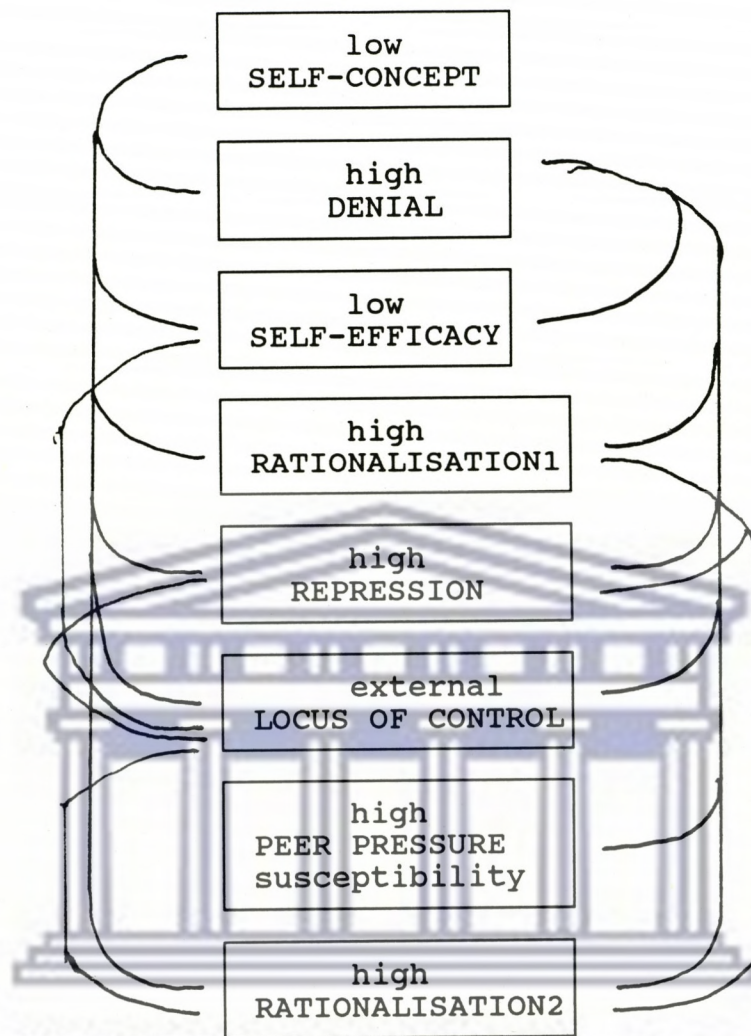 low
SELF-CONCEPT
high
DENIAL
low
SELF-EFFICACY
high
RATIONALISATION1
high
REPRESSION
external
LOCUS OF CONTROL
high
PEER PRESSURE
susceptibility
high
RATIONALISATION2